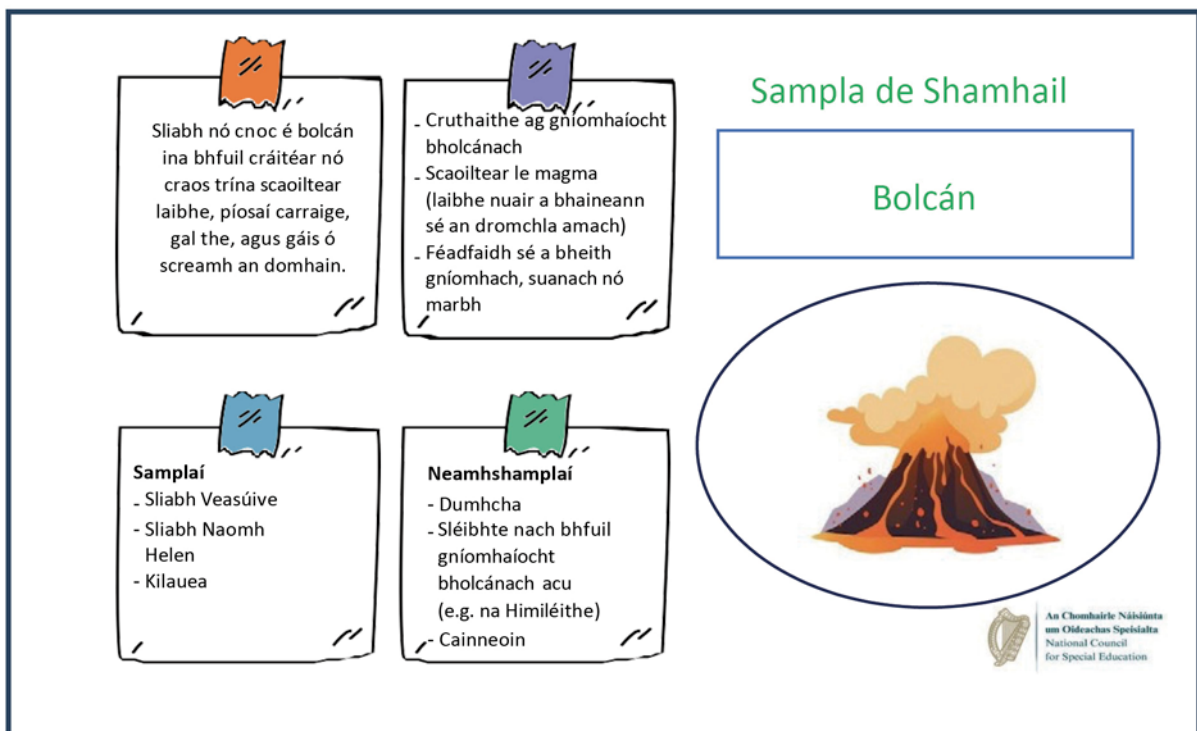 Sliabh nó cnoc é bolcán
ina bhfuil cráitéar nó
craos trína scaoiltear
laibhe, píosaí carraige,
gal the, agus gáis ó
screamh an domhain.
- Cruthaithe ag gníomhaíocht
bholcánach
- Scaoiltear le magma
(laibhe nuair a bhaineann
sé an dromchla amach)
- Féadfaidh sé a bheith
gníomhach, suanach nó
marbh
Sampla de Shamhail
Bolcán
Samplaí
- Sliabh Veasúive
- Sliabh Naomh
Helen
- Kilauea
Neamhshamplaí
- Dumhcha
- Sléibhte nach bhfuil
gníomhaíocht
bholcánach acu
(e.g. na Himiléithe)
- Cainneoin
An Chomhairle Náisiúnta
um Oideachas Speisialta
National Council
for Special Education